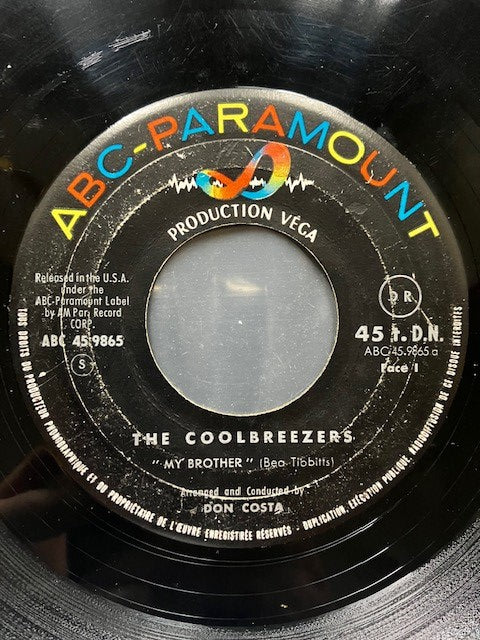 ABC-PARAMOUNT
PRODUCTION VÉGA
Released in the U.S.A.
under the
ABC-Paramount Label
by AM Par. Record
CORP.
ABC 45.9865
S
DR
45 t. D.N.
ABC 45.9865 a
Face 1
THE COOLBREEZERS
"MY BROTHER" (Bea Tibbitts)
Arranged and Conducted by
DON COSTA
TOUS DROITS DU PRODUCTEUR PHONOGRAPHIQUE ET DU PROPRIÉTAIRE DE L'ŒUVRE ENREGISTRÉE RÉSERVÉS - DUPLICATION, EXÉCUTION PUBLIQUE, RADIODIFFUSION DE CE DISQUE INTERDITES